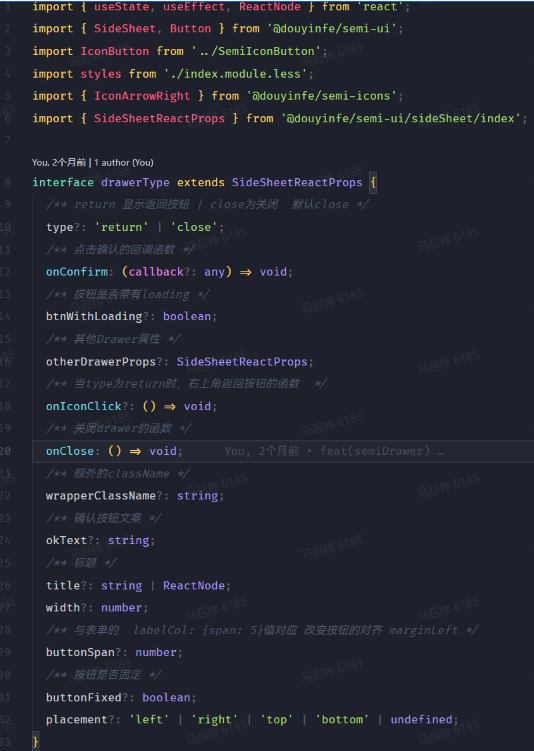 1 import { useState, useEffect, ReactNode } from 'react';
2 import { SideSheet, Button } from '@douyinfe/semi-ui';
3 import IconButton from '../SemiIconButton';
4 import styles from './index.module.less';
5 import { IconArrowRight } from '@douyinfe/semi-icons';
6 import { SideSheetReactProps } from '@douyinfe/semi-ui/sideSheet/index';
7
You, 2个月前 | 1 author (You)
8 interface drawerType extends SideSheetReactProps {
9 /** return 显示返回按钮 | close为关闭  默认close */
10 type?: 'return' | 'close';
11 /** 点击确认的回调函数 */
12 onConfirm: (callback?: any) => void;
13 /** 按钮是否带有loading */
14 btnWithLoading?: boolean;
15 /** 其他Drawer属性 */
16 otherDrawerProps?: SideSheetReactProps;
17 /** 当type为return时，右上角返回按钮的函数  */
18 onIconClick?: () => void;
19 /** 关闭drawer的函数 */
20 onClose: () => void; You, 2个月前 • feat(semiDrawer) …
21 /** 额外的className */
22 wrapperClassName?: string;
23 /** 确认按钮文案 */
24 okText?: string;
25 /** 标题 */
26 title?: string | ReactNode;
27 width?: number;
28 /** 与表单的  labelCol: {span: 5}值对应 改变按钮的对齐 marginLeft */
29 buttonSpan?: number;
30 /** 按钮是否固定 */
31 buttonFixed?: boolean;
32 placement?: 'left' | 'right' | 'top' | 'bottom' | undefined;
33 }